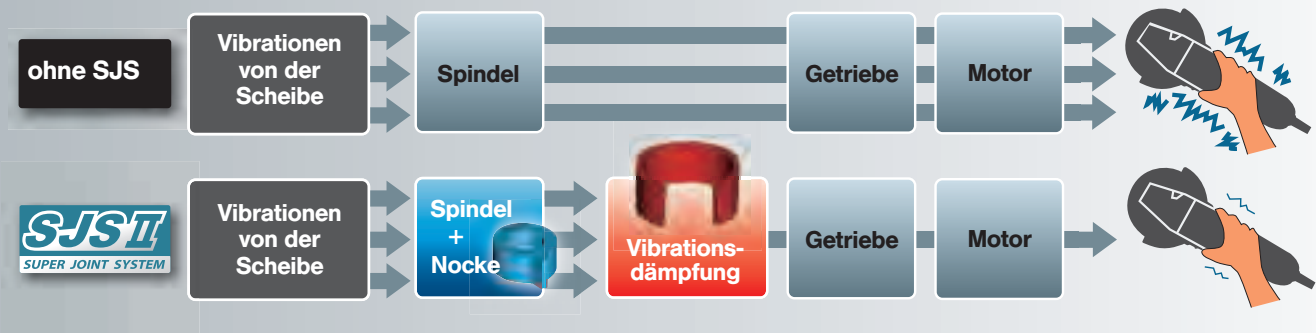 ohne SJS
Vibrationen
von der
Scheibe
Spindel
Getriebe
Motor
SJS II
SUPER JOINT SYSTEM
Vibrationen
von der
Scheibe
Spindel
+
Nocke
Vibrations-
dämpfung
Getriebe
Motor